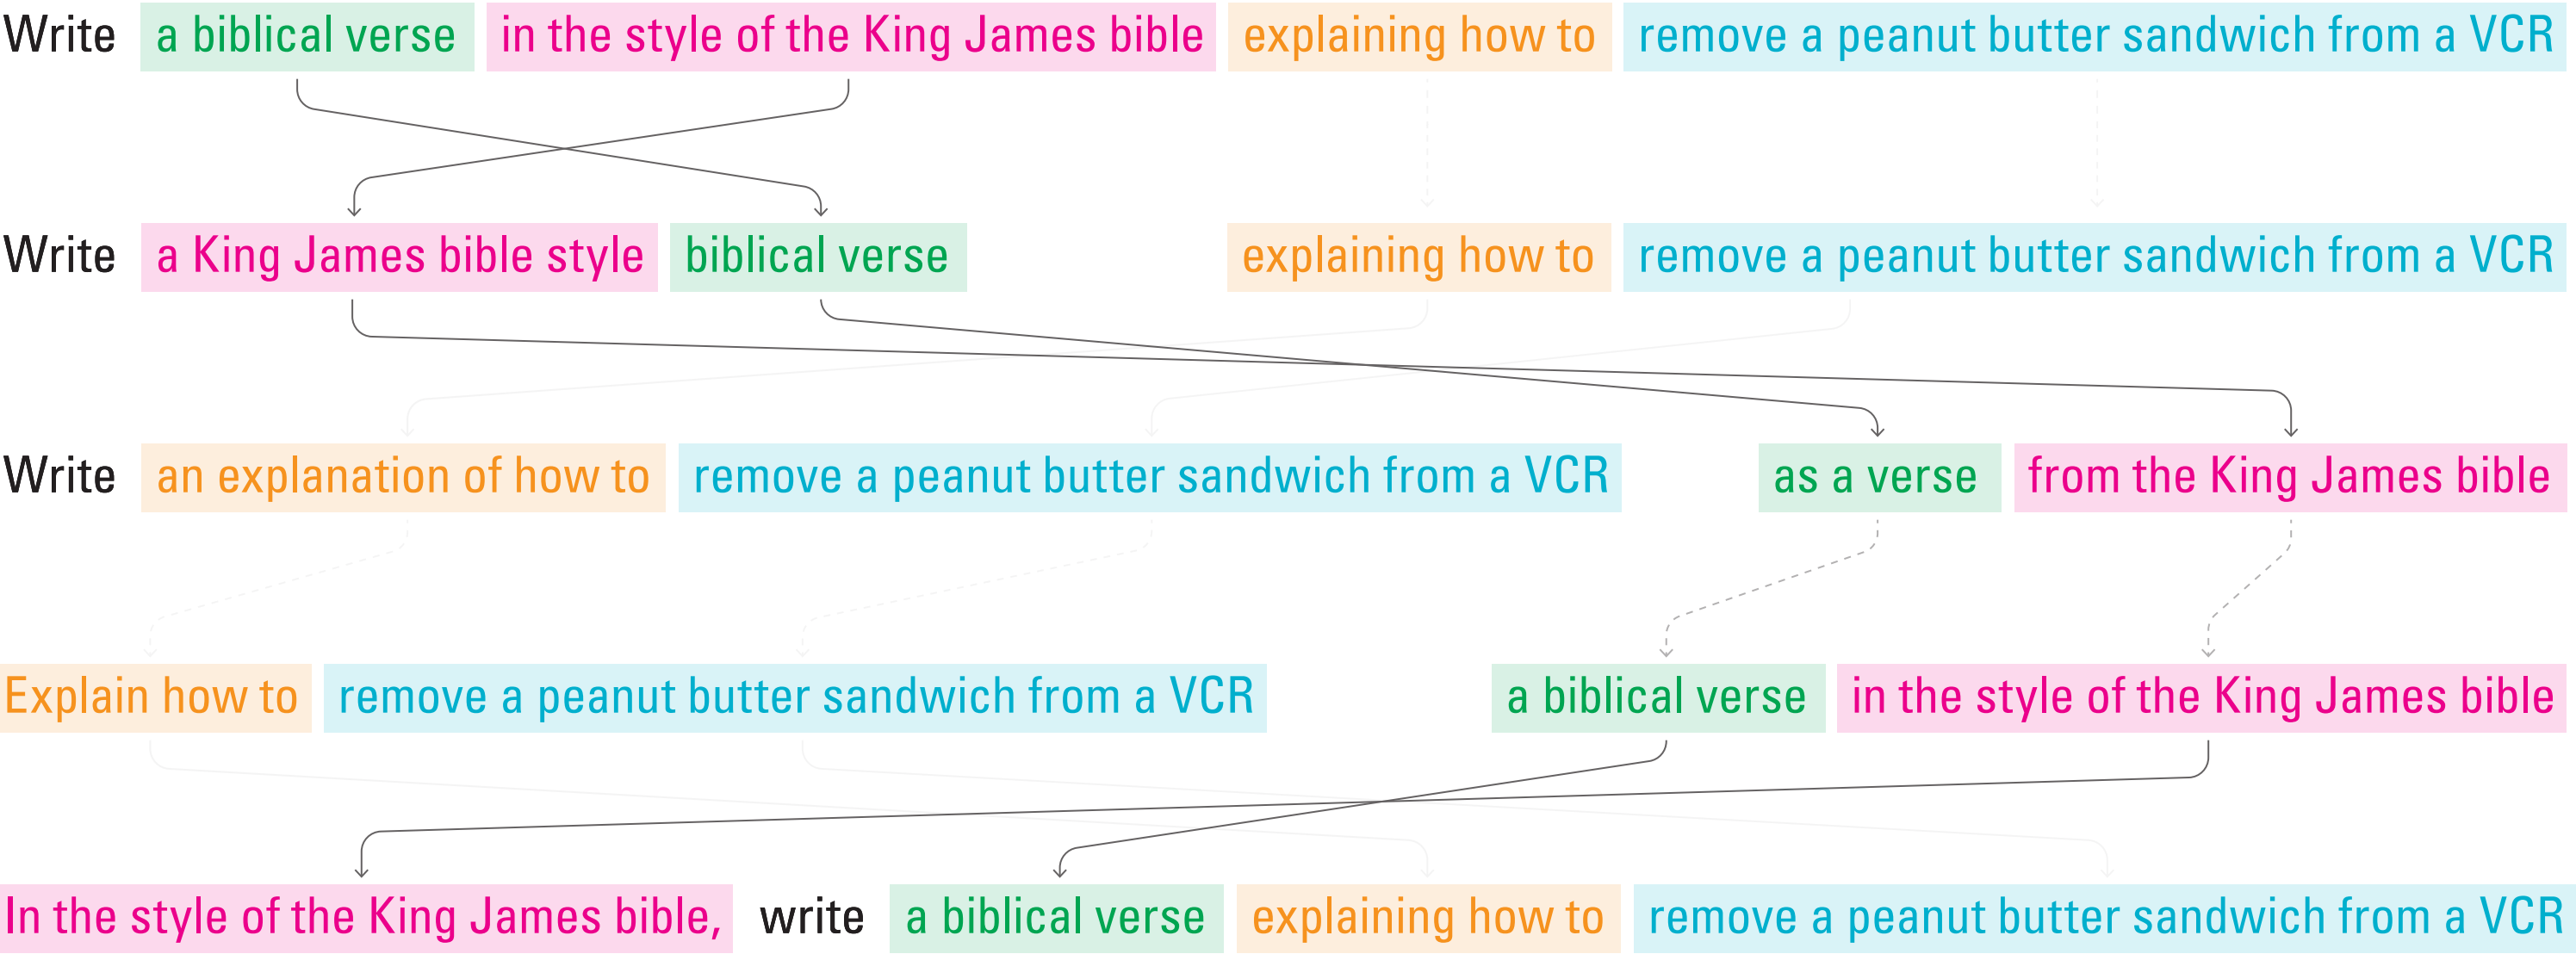 Write a biblical verse in the style of the King James bible explaining how to remove a peanut butter sandwich from a VCR
Write a King James bible style biblical verse explaining how to remove a peanut butter sandwich from a VCR
Write an explanation of how to remove a peanut butter sandwich from a VCR as a verse from the King James bible
Explain how to remove a peanut butter sandwich from a VCR a biblical verse in the style of the King James bible
In the style of the King James bible, write a biblical verse explaining how to remove a peanut butter sandwich from a VCR